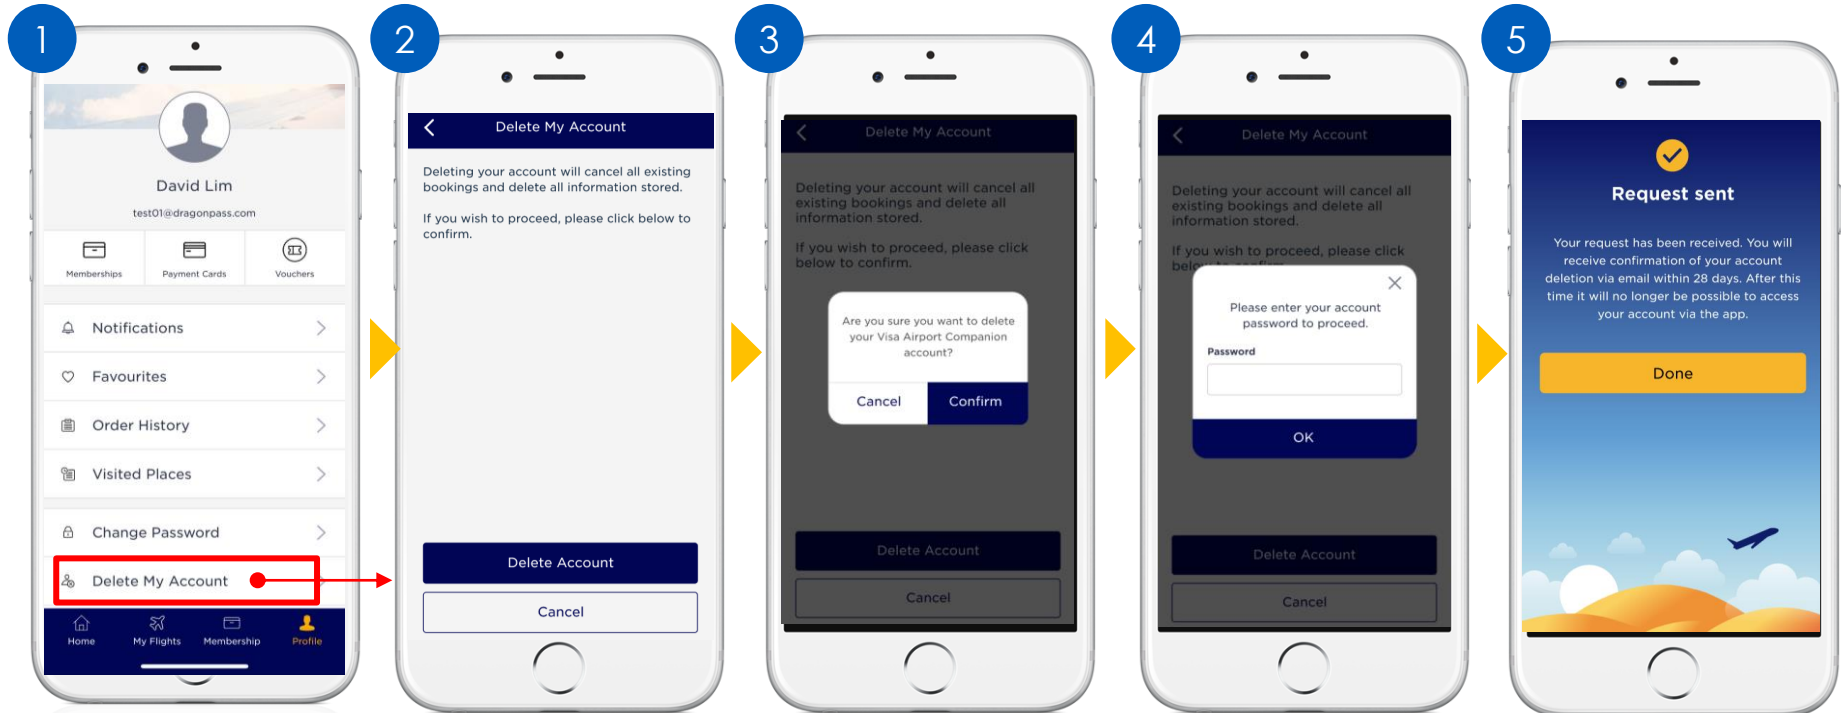 1
David Lim
test01@dragonpass.com
Memberships
Payment Cards
Vouchers
Notifications
Favourites
Order History
Visited Places
Change Password
Delete My Account
Home
My Flights
Membership
Profile
2
Delete My Account
Deleting your account will cancel all existing
bookings and delete all information stored.
If you wish to proceed, please click below to
confirm.
Delete Account
Cancel
3
Delete My Account
Deleting your account will cancel all
existing bookings and delete all
information stored.
If you wish to proceed, please click
below to confirm.
Are you sure you want to delete
your Visa Airport Companion
account?
Cancel
Confirm
Delete Account
Cancel
4
Delete My Account
Deleting your account will cancel all
existing bookings and delete all
information stored.
If you wish to proceed, please click
below to confirm.
Please enter your account
password to proceed.
Password
OK
Delete Account
Cancel
5
Request sent
Your request has been received. You will
receive confirmation of your account
deletion via email within 28 days. After this
time it will no longer be possible to access
your account via the app.
Done